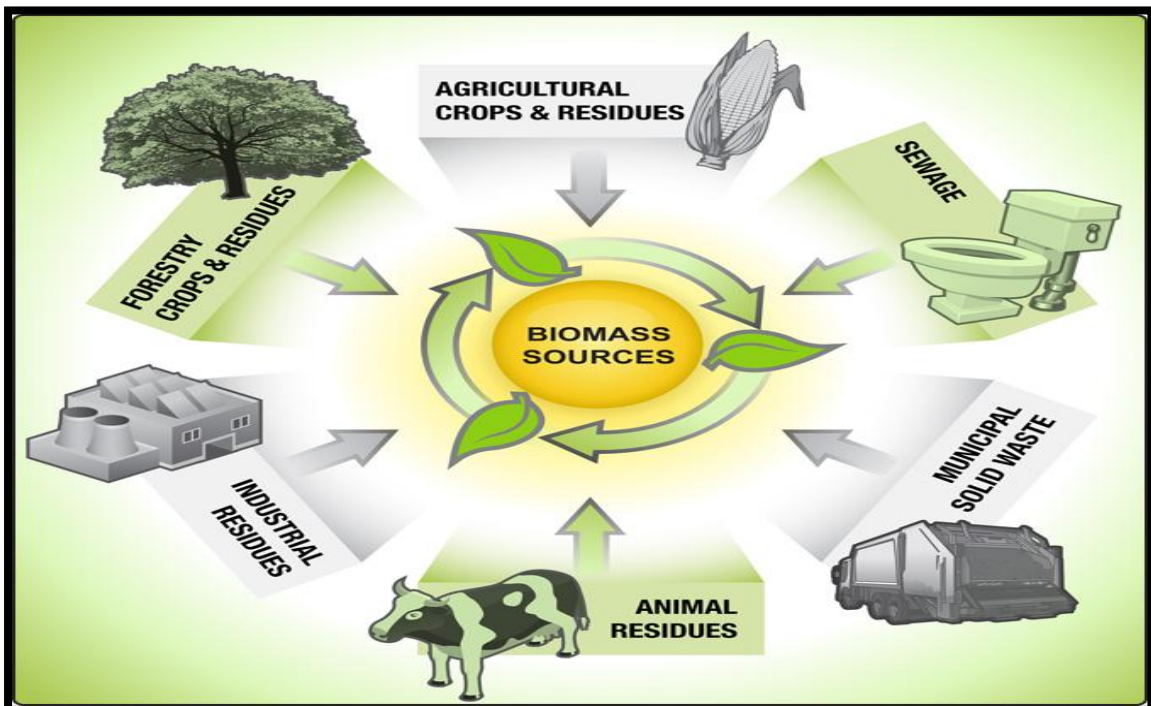 AGRICULTURAL
CROPS & RESIDUES
SEWAGE
MUNICIPAL
SOLID WASTE
ANIMAL
RESIDUES
INDUSTRIAL
RESIDUES
FORESTRY
CROPS & RESIDUES
BIOMASS
SOURCES